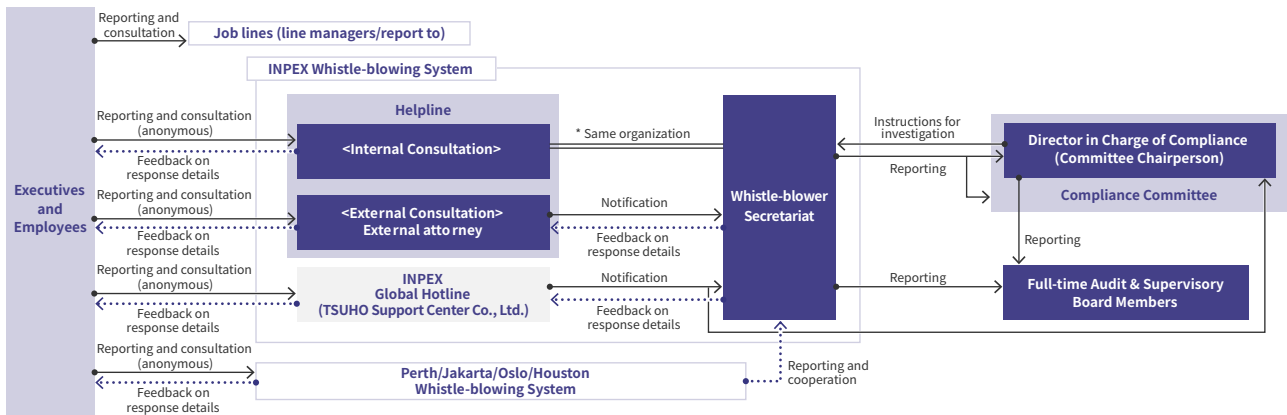 Reporting and
consultation
Job lines (line managers/report to)
INPEX Whistle-blowing System
Helpline
Reporting and consultation
(anonymous)
<Internal Consultation>
Feedback on
response details
* Same organization
Executives
and
Employees
Reporting and consultation
(anonymous)
<External Consultation>
External attorney
Feedback on
response details
Notification
Feedback on
response details
Whistle-blower
Secretariat
Instructions for
investigation
Reporting
Director in Charge of Compliance
(Committee Chairperson)
Compliance Committee
Reporting
Reporting and consultation
(anonymous)
INPEX
Global Hotline
(TSUHO Support Center Co., Ltd.)
Feedback on
response details
Notification
Feedback on
response details
Reporting
Full-time Audit & Supervisory
Board Members
Reporting and consultation
(anonymous)
Perth/Jakarta/Oslo/Houston
Whistle-blowing System
Feedback on
response details
Reporting and
cooperation